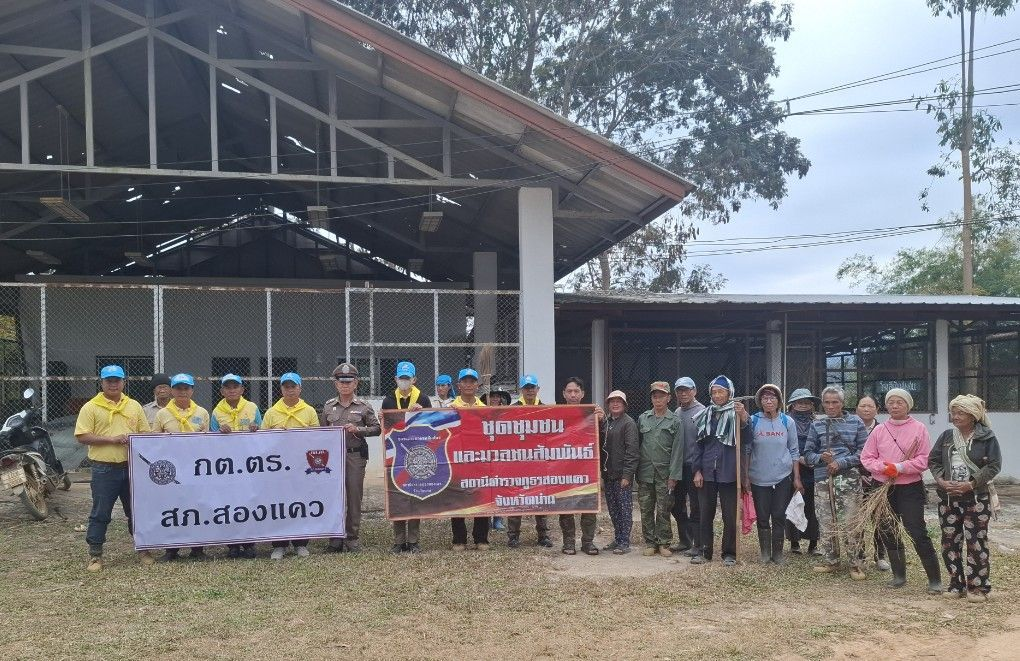 กต.ตร.
สภ.สองแคว
ชุดชุมชน
และมวลชนสัมพันธ์
สถานีตำรวจภูธรสองแคว
จังหวัดน่าน